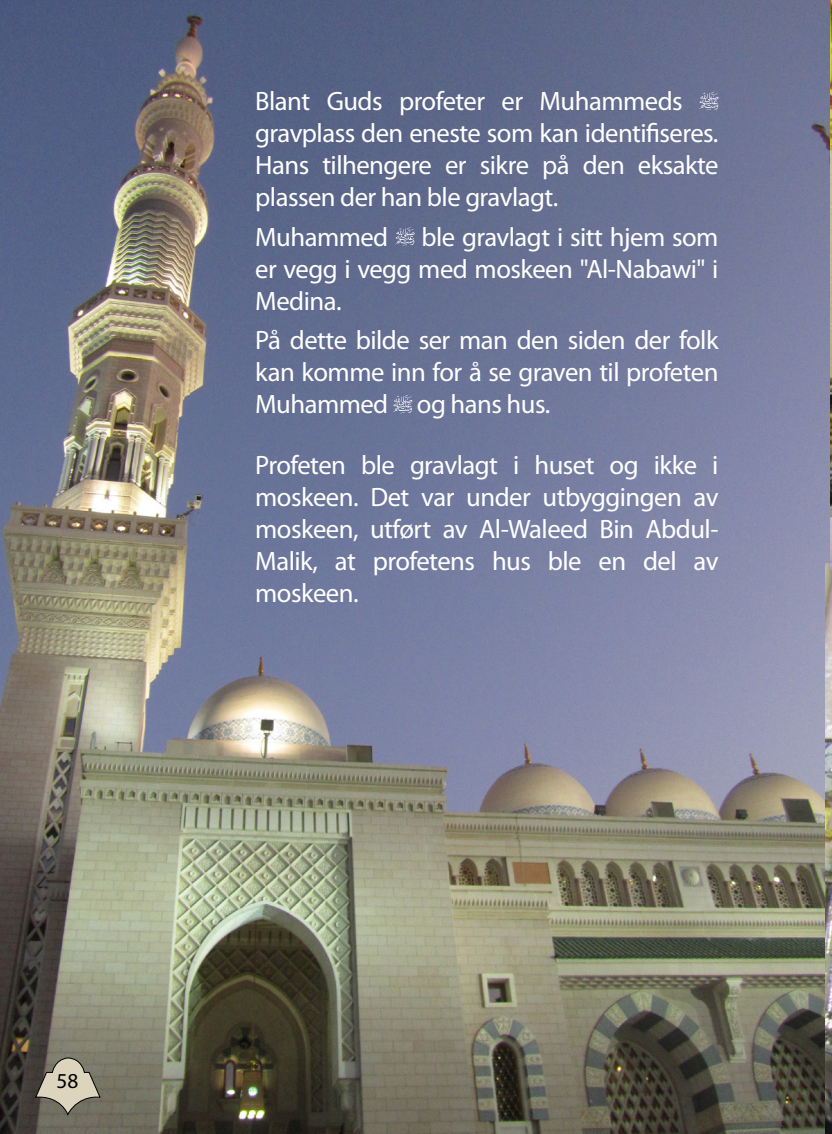 Blant Guds profeter er Muhammeds ﷺ
gravplass den eneste som kan identifiseres.
Hans tilhengere er sikre på den eksakte
plassen der han ble gravlagt.
Muhammed ﷺ ble gravlagt i sitt hjem som
er vegg i vegg med moskeen "Al-Nabawi" i
Medina.
På dette bilde ser man den siden der folk
kan komme inn for å se graven til profeten
Muhammed ﷺ og hans hus.
Profeten ble gravlagt i huset og ikke i
moskeen. Det var under utbyggingen av
moskeen, utført av Al-Waleed Bin Abdul-
Malik, at profetens hus ble en del av
moskeen.
58